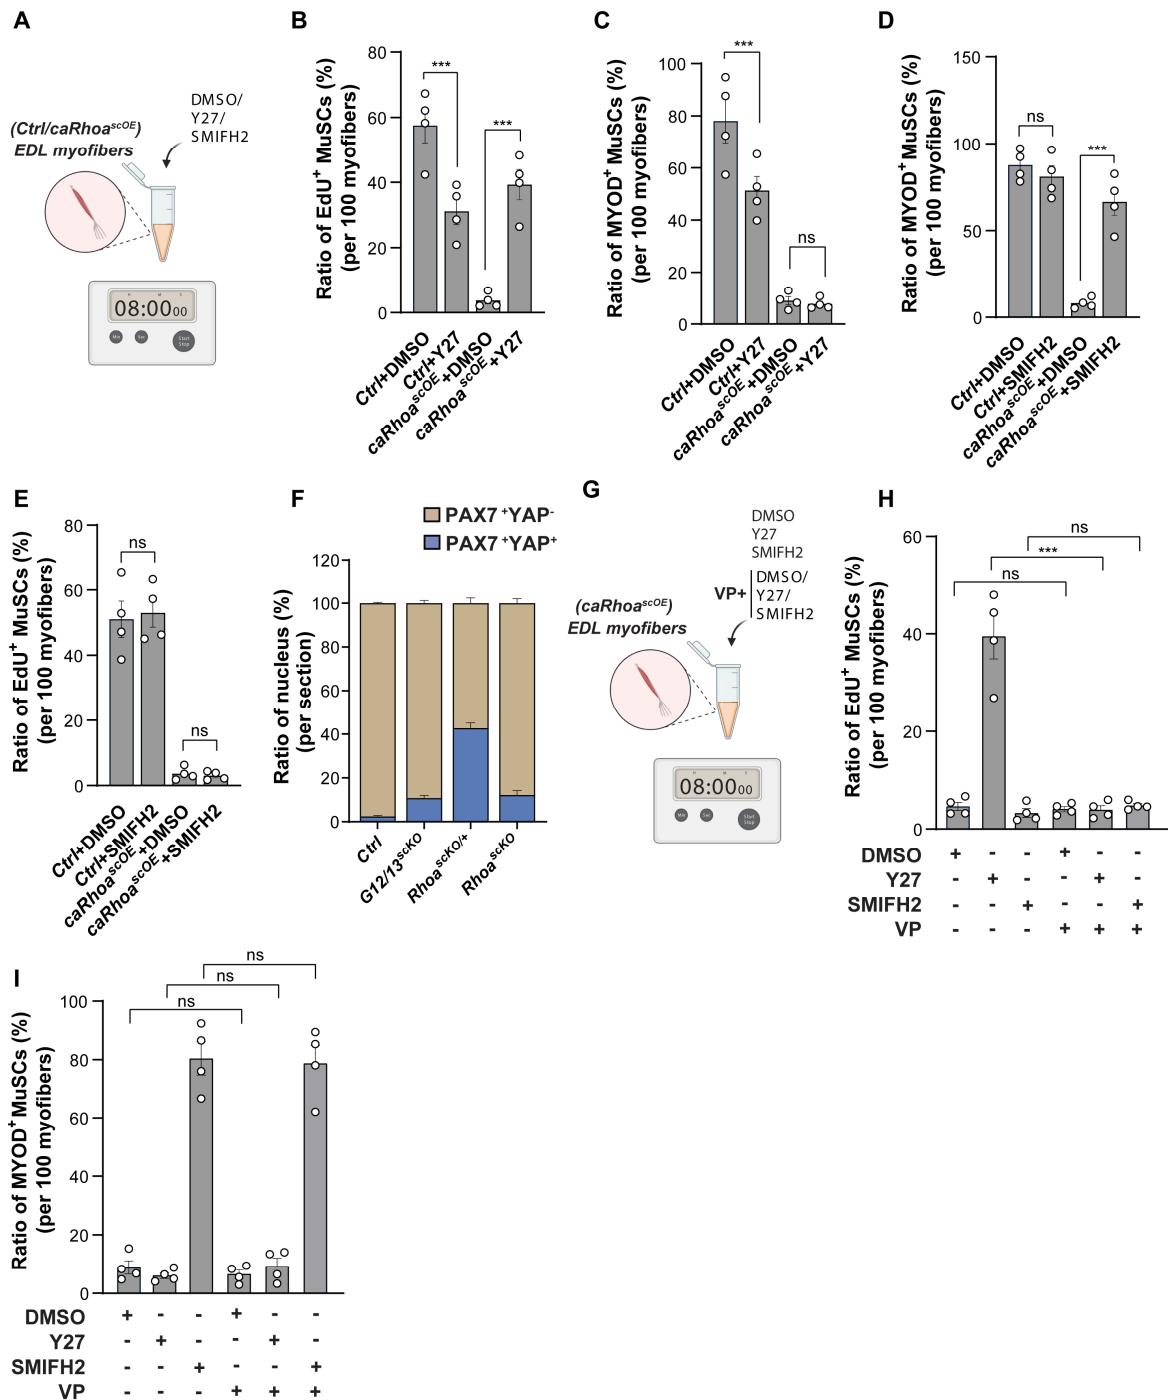 A
(Ctrl/caRhoa^scOE)
EDL myofibers
DMSO/
Y27/
SMIFH2
H M S
08:00 00
Min Sec Start
Stop
B
Ratio of EdU⁺ MuSCs (%)
(per 100 myofibers)
80
60
40
20
0
***
***
Ctrl+DMSO
Ctrl+Y27
caRhoa^scOE+DMSO
caRhoa^scOE+Y27
C
Ratio of MYOD⁺ MuSCs (%)
(per 100 myofibers)
100
80
60
40
20
0
***
ns
Ctrl+DMSO
Ctrl+Y27
caRhoa^scOE+DMSO
caRhoa^scOE+Y27
D
Ratio of MYOD⁺ MuSCs (%)
(per 100 myofibers)
150
100
50
0
ns
***
Ctrl+DMSO
Ctrl+SMIFH2
caRhoa^scOE+DMSO
caRhoa^scOE+SMIFH2
E
Ratio of EdU⁺ MuSCs (%)
(per 100 myofibers)
80
60
40
20
0
ns
ns
Ctrl+DMSO
Ctrl+SMIFH2
caRhoa^scOE+DMSO
caRhoa^scOE+SMIFH2
F
PAX7⁺YAP⁻
PAX7⁺YAP⁺
Ratio of nucleus (%)
(per section)
120
100
80
60
40
20
0
Ctrl
G12/13^scKO
Rhoa^scKO/+
Rhoa^scKO
G
DMSO
Y27
SMIFH2
VP+
DMSO/
Y27/
SMIFH2
(caRhoa^scOE)
EDL myofibers
H M S
08:00 00
Min Sec Start
Stop
H
Ratio of EdU⁺ MuSCs (%)
(per 100 myofibers)
60
40
20
0
ns
***
ns
DMSO + - - + - -
Y27 - + - - + -
SMIFH2 - - + - - +
VP - - - + + +
I
Ratio of MYOD⁺ MuSCs (%)
(per 100 myofibers)
100
80
60
40
20
0
ns
ns
ns
DMSO + - - + - -
Y27 - + - - + -
SMIFH2 - - + - - +
VP - - - + + +